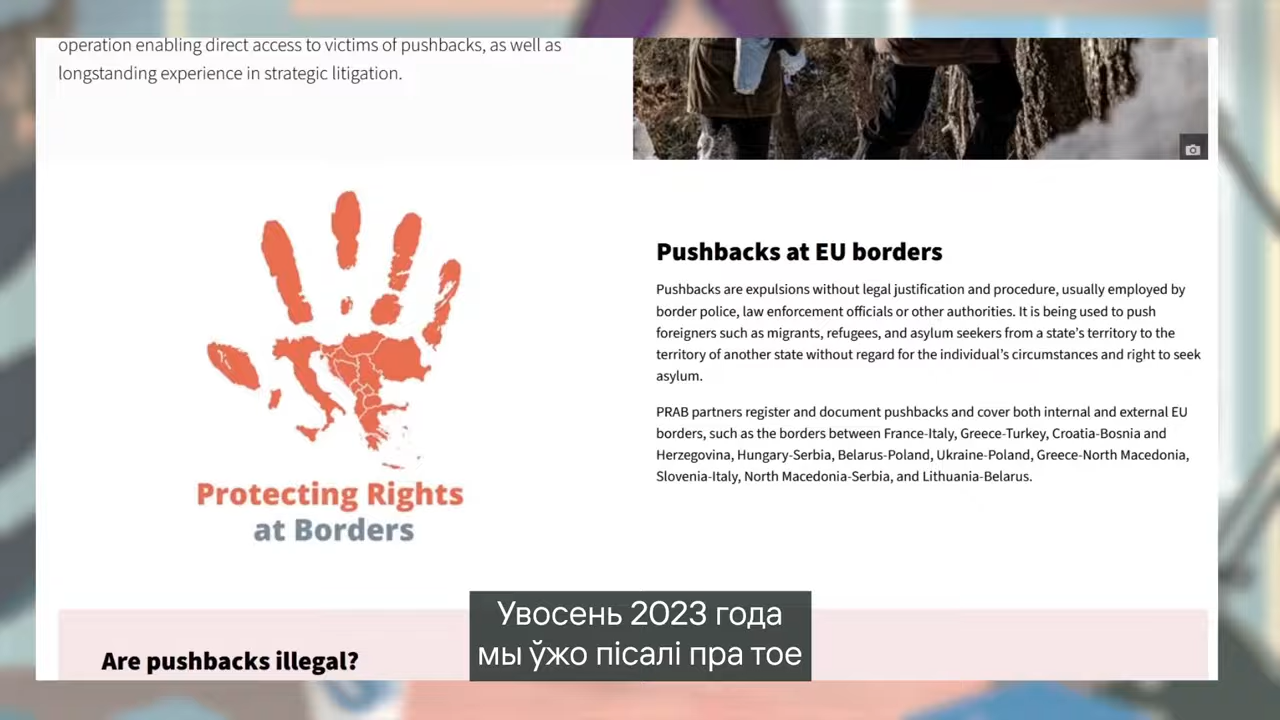 operation enabling direct access to victims of pushbacks, as well as
longstanding experience in strategic litigation.
Protecting Rights
at Borders
Pushbacks at EU borders
Pushbacks are expulsions without legal justification and procedure, usually employed by
border police, law enforcement officials or other authorities. It is being used to push
foreigners such as migrants, refugees, and asylum seekers from a state’s territory to the
territory of another state without regard for the individual’s circumstances and right to seek
asylum.
PRAB partners register and document pushbacks and cover both internal and external EU
borders, such as the borders between France-Italy, Greece-Turkey, Croatia-Bosnia and
Herzegovina, Hungary-Serbia, Belarus-Poland, Ukraine-Poland, Greece-North Macedonia,
Slovenia-Italy, North Macedonia-Serbia, and Lithuania-Belarus.
Are pushbacks illegal?
Увосень 2023 года
мы ўжо пісалі пра тое